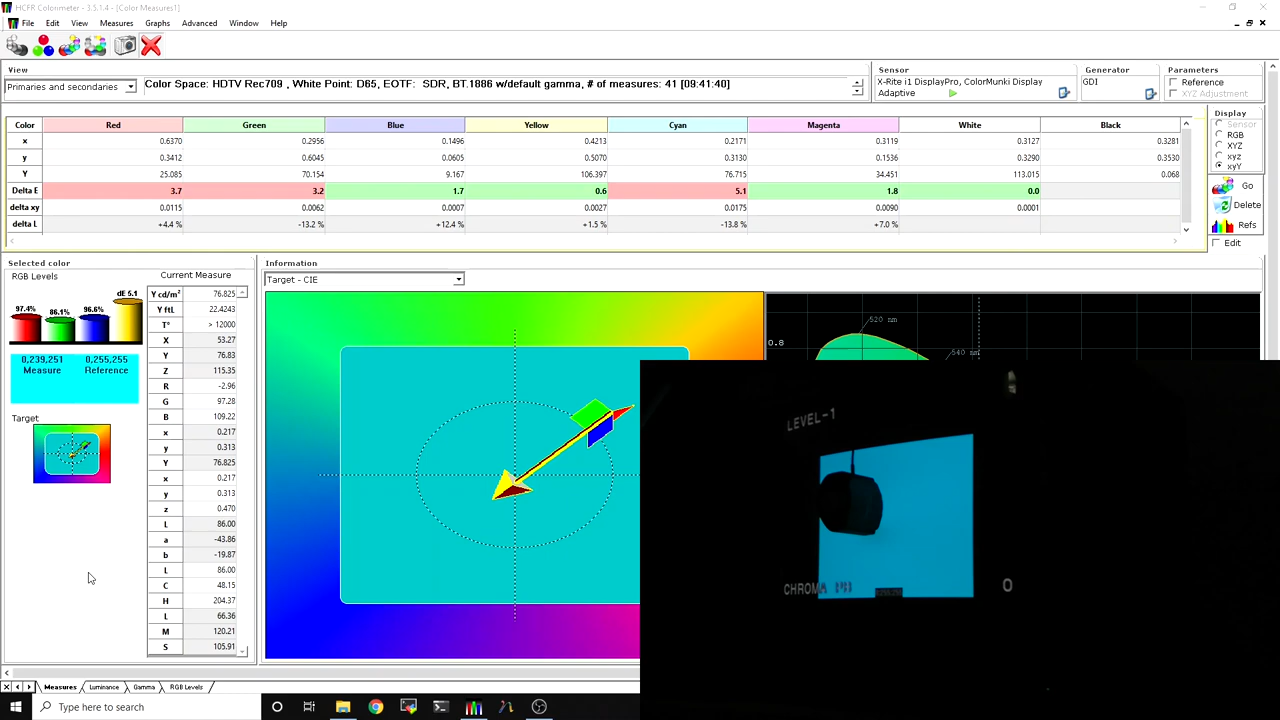 HCFR Colorimeter - 3.5.1.4 - [Color Measures1]
File Edit View Measures Graphs Advanced Window Help
View
Primaries and secondaries
Color Space: HDTV Rec709 , White Point: D65, EOTF: SDR, BT.1886 w/default gamma, # of measures: 41 [09:41:40]
Sensor
X-Rite i1 DisplayPro, ColorMunki Display
Adaptive
Generator
GDI
Parameters
Reference
XYZ Adjustment
Color Red Green Blue Yellow Cyan Magenta White Black
x 0.6370 0.2956 0.1496 0.4213 0.2171 0.3119 0.3127 0.3281
y 0.3412 0.6045 0.0605 0.5070 0.3130 0.1536 0.3290 0.3530
Y 25.085 70.154 9.167 106.397 76.715 34.451 113.015 0.068
Delta E 3.7 3.2 1.7 0.6 5.1 1.8 0.0
delta xy 0.0115 0.0062 0.0007 0.0027 0.0175 0.0090 0.0001
delta L +4.4 % -13.2 % +12.4 % +1.5 % -13.8 % +7.0 %
Display
Sensor
RGB
XYZ
xyz
xyY
Go
Delete
Refs
Edit
Selected color
RGB Levels
dE 5.1
97.4% 86.1% 96.6%
0,239,251 0,255,255
Measure Reference
Target
Current Measure
Y cd/m² 76.825
Y ftL 22.4243
T° > 12000
X 53.27
Y 76.83
Z 115.35
R -2.96
G 97.28
B 109.22
x 0.217
y 0.313
Y 76.825
x 0.217
y 0.313
z 0.470
L 86.00
a -43.86
b -19.87
L 86.00
C 48.15
H 204.37
L 66.36
M 120.21
S 105.91
Information
Target - CIE
520 nm
0.8
540 nm
LEVEL-1
CHROMA
0
Measures Luminance Gamma RGB Levels
Type here to search